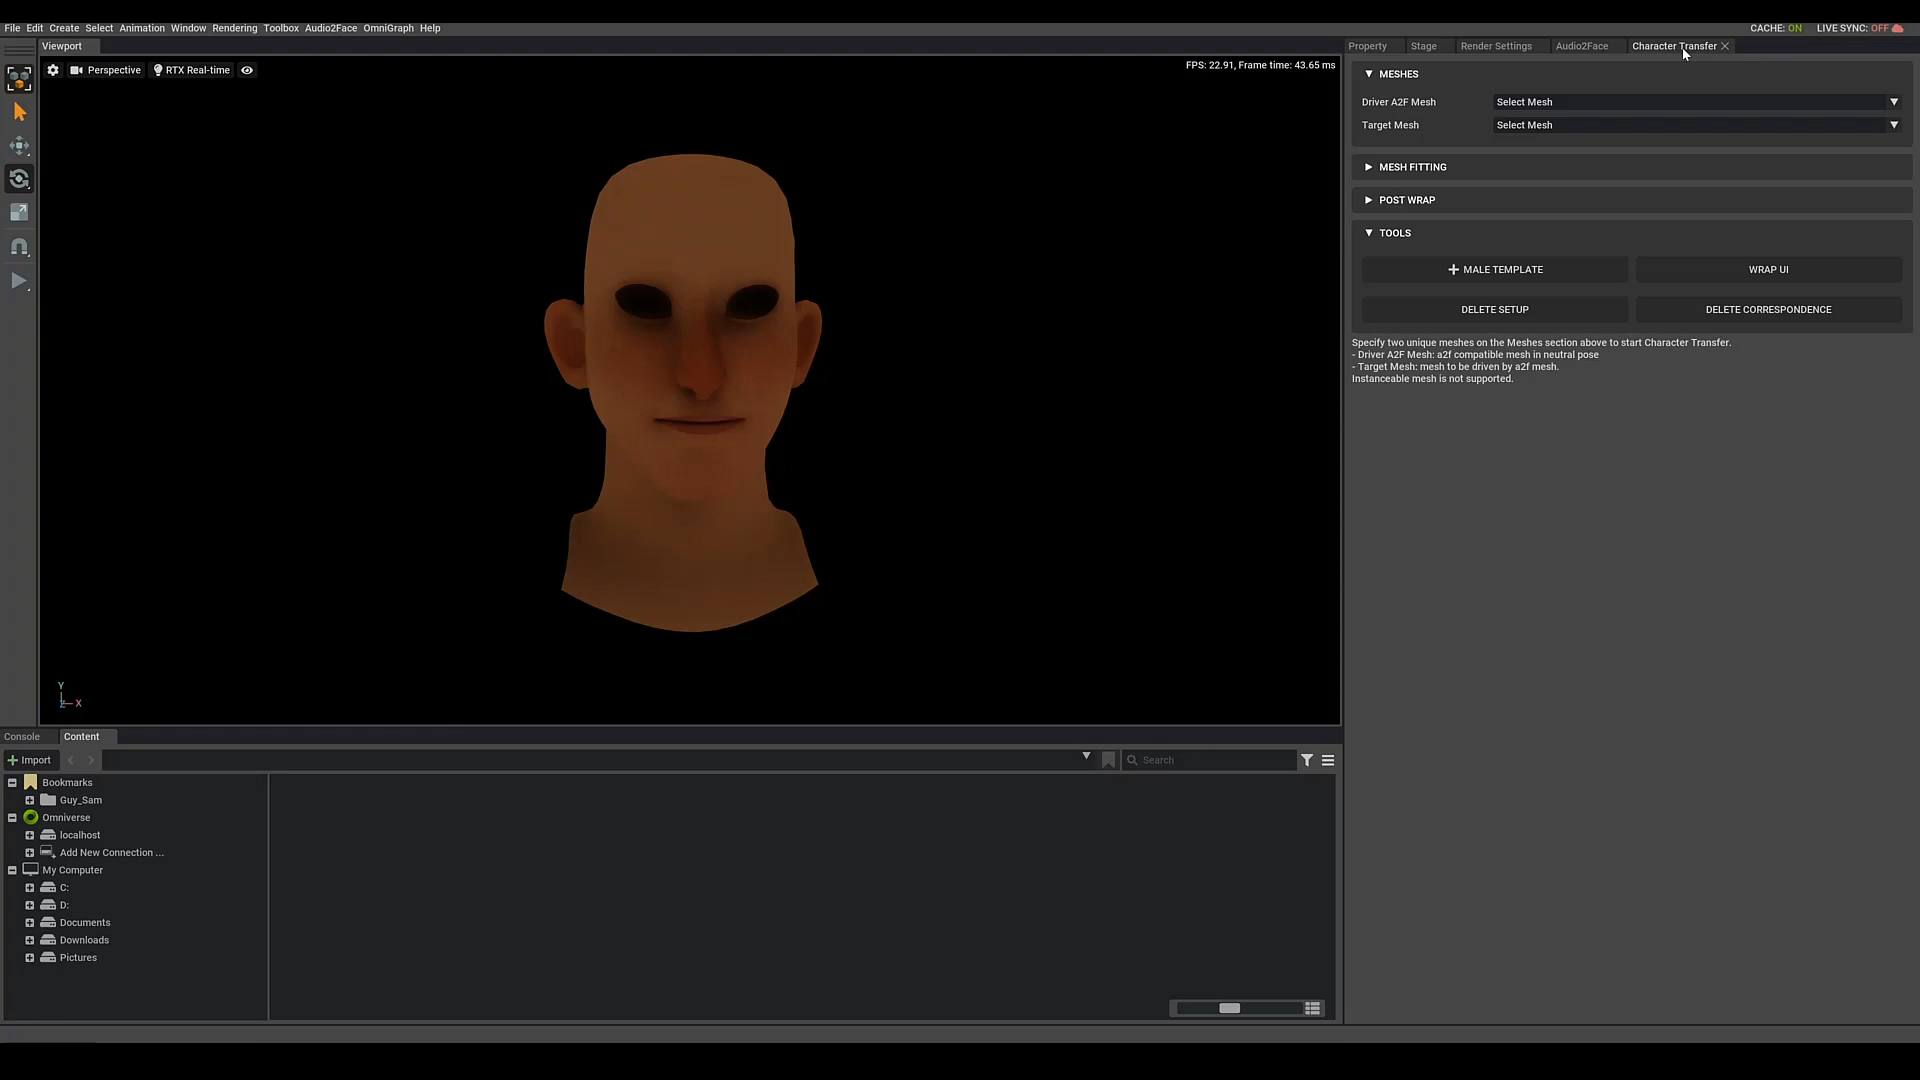 File Edit Create Select Animation Window Rendering Toolbox Audio2Face OmniGraph Help
CACHE: ON LIVE SYNC: OFF
Viewport
Perspective RTX Real-time
FPS: 22.91, Frame time: 43.65 ms
Y
Z X
Property Stage Render Settings Audio2Face Character Transfer
MESHES
Driver A2F Mesh Select Mesh
Target Mesh Select Mesh
MESH FITTING
POST WRAP
TOOLS
MALE TEMPLATE WRAP UI
DELETE SETUP DELETE CORRESPONDENCE
Specify two unique meshes on the Meshes section above to start Character Transfer.
- Driver A2F Mesh: a2f compatible mesh in neutral pose
- Target Mesh: mesh to be driven by a2f mesh.
Instanceable mesh is not supported.
Console Content
Import Search
Bookmarks
Guy_Sam
Omniverse
localhost
Add New Connection ...
My Computer
C:
D:
Documents
Downloads
Pictures